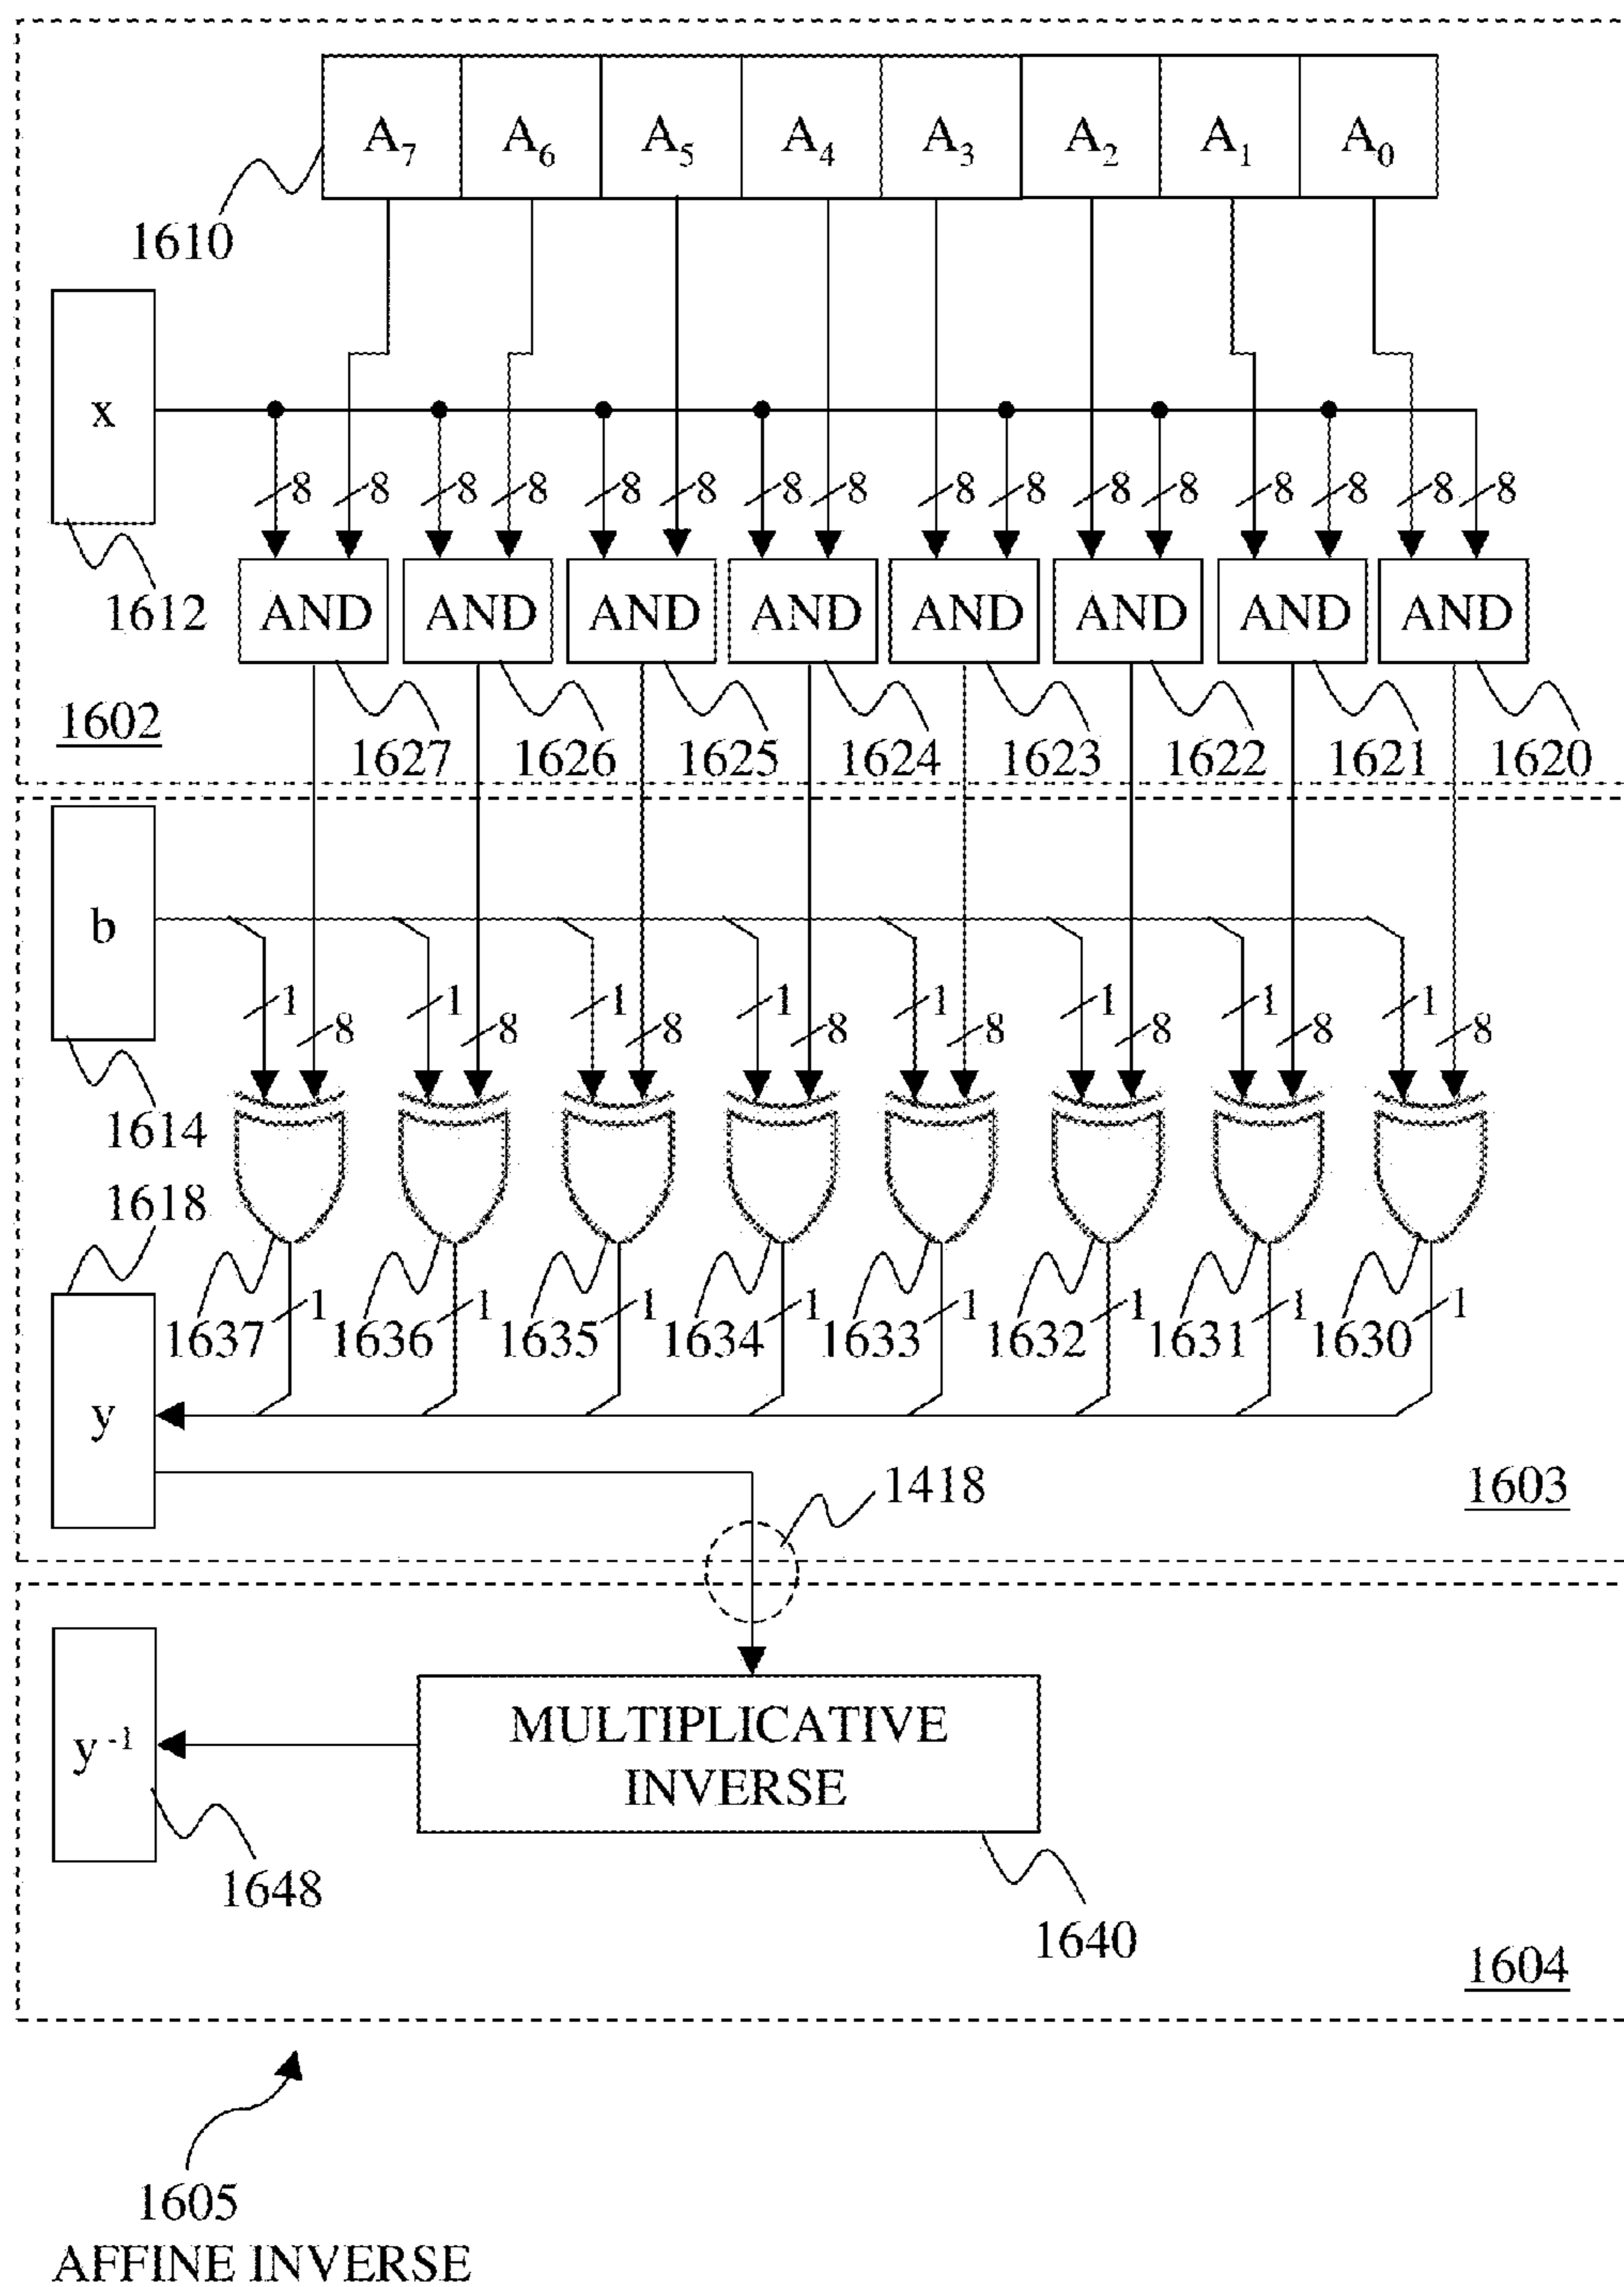 A7 A6 A5 A4 A3 A2 A1 A0
1610
x
8 8 8 8 8 8 8 8 8 8 8 8 8 8 8 8
1612
AND AND AND AND AND AND AND AND
1602
1627 1626 1625 1624 1623 1622 1621 1620
b
1 1 1 1 1 1 1 1
8 8 8 8 8 8 8 8
1614
1618
1 1 1 1 1 1 1 1
1637 1636 1635 1634 1633 1632 1631 1630
y
1418
1603
y-1
MULTIPLICATIVE
INVERSE
1648
1640
1604
1605
AFFINE INVERSE